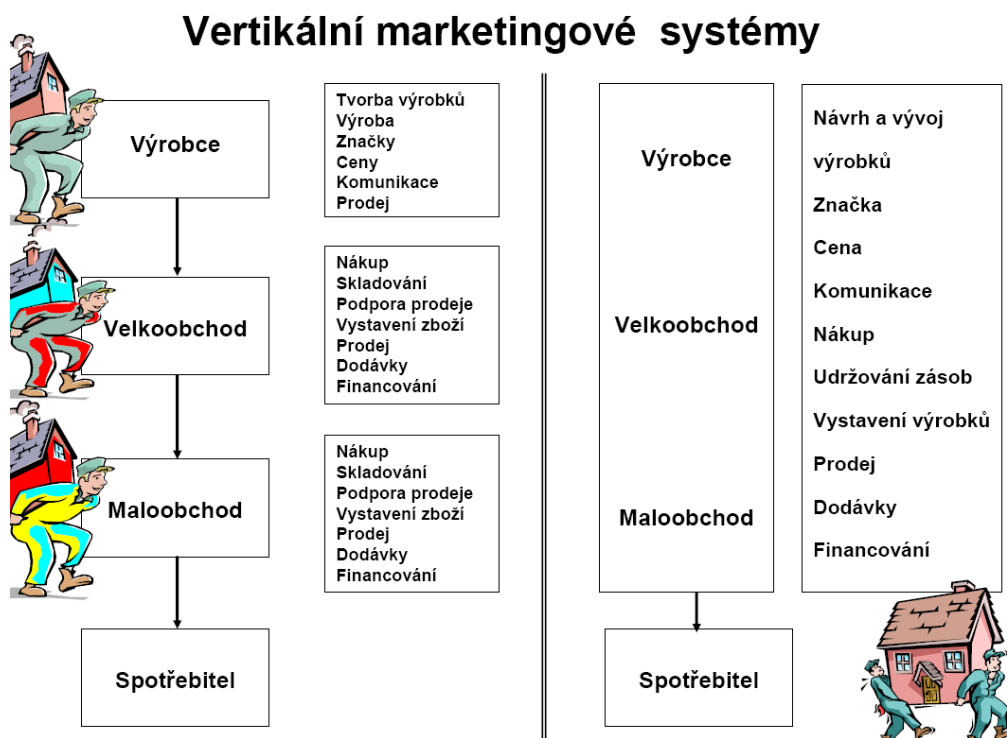 Vertikální marketingové systémy
Výrobce
Tvorba výrobků
Výroba
Značky
Ceny
Komunikace
Prodej
Velkoobchod
Nákup
Skladování
Podpora prodeje
Vystavení zboží
Prodej
Dodávky
Financování
Maloobchod
Nákup
Skladování
Podpora prodeje
Vystavení zboží
Prodej
Dodávky
Financování
Spotřebitel
Výrobce
Velkoobchod
Maloobchod
Návrh a vývoj
výrobků
Značka
Cena
Komunikace
Nákup
Udržování zásob
Vystavení výrobků
Prodej
Dodávky
Financování
Spotřebitel